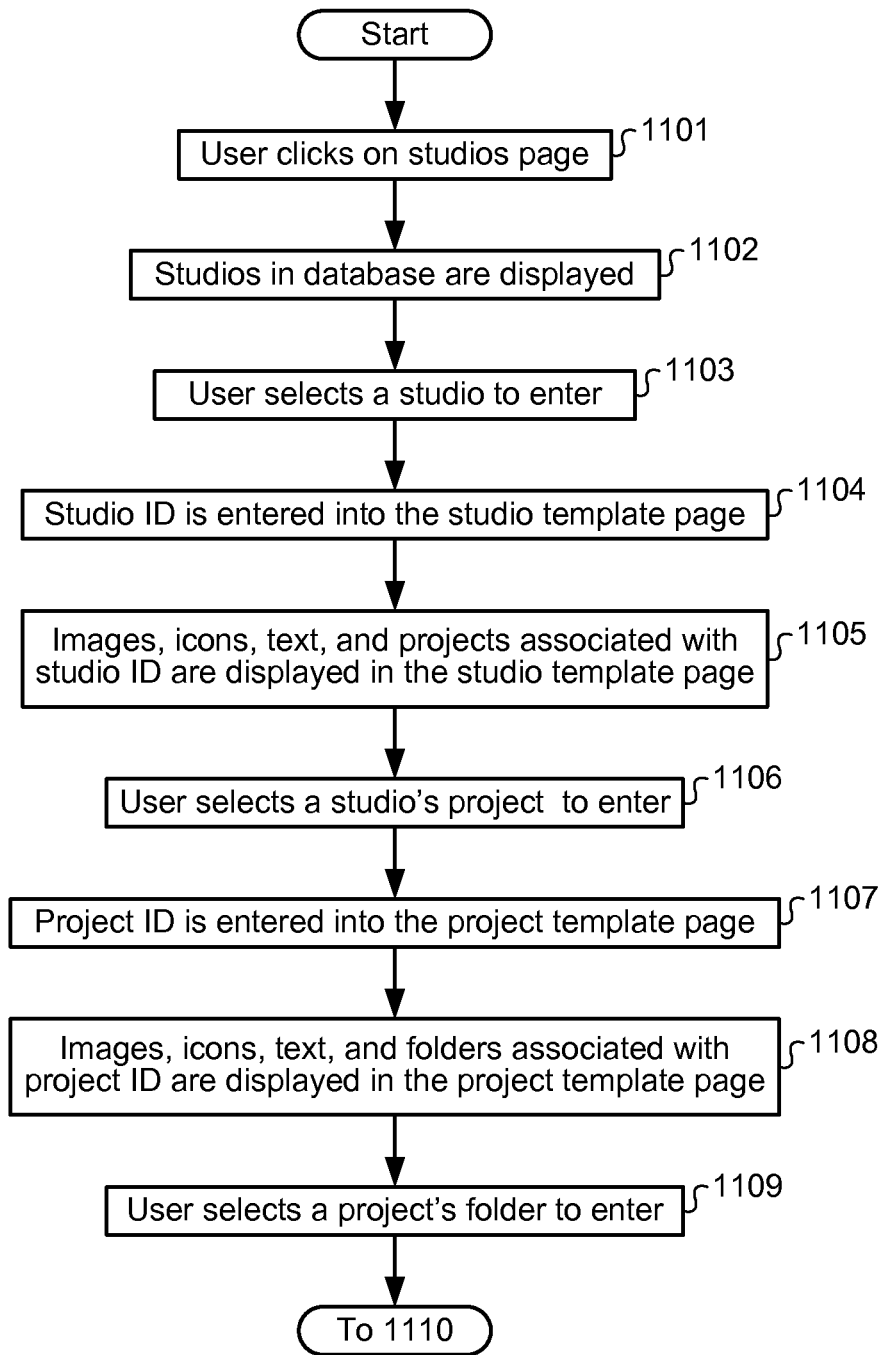 Start
1101
User clicks on studios page
1102
Studios in database are displayed
1103
User selects a studio to enter
1104
Studio ID is entered into the studio template page
1105
Images, icons, text, and projects associated with
studio ID are displayed in the studio template page
1106
User selects a studio’s project  to enter
1107
Project ID is entered into the project template page
1108
Images, icons, text, and folders associated with
project ID are displayed in the project template page
1109
User selects a project’s folder to enter
To 1110